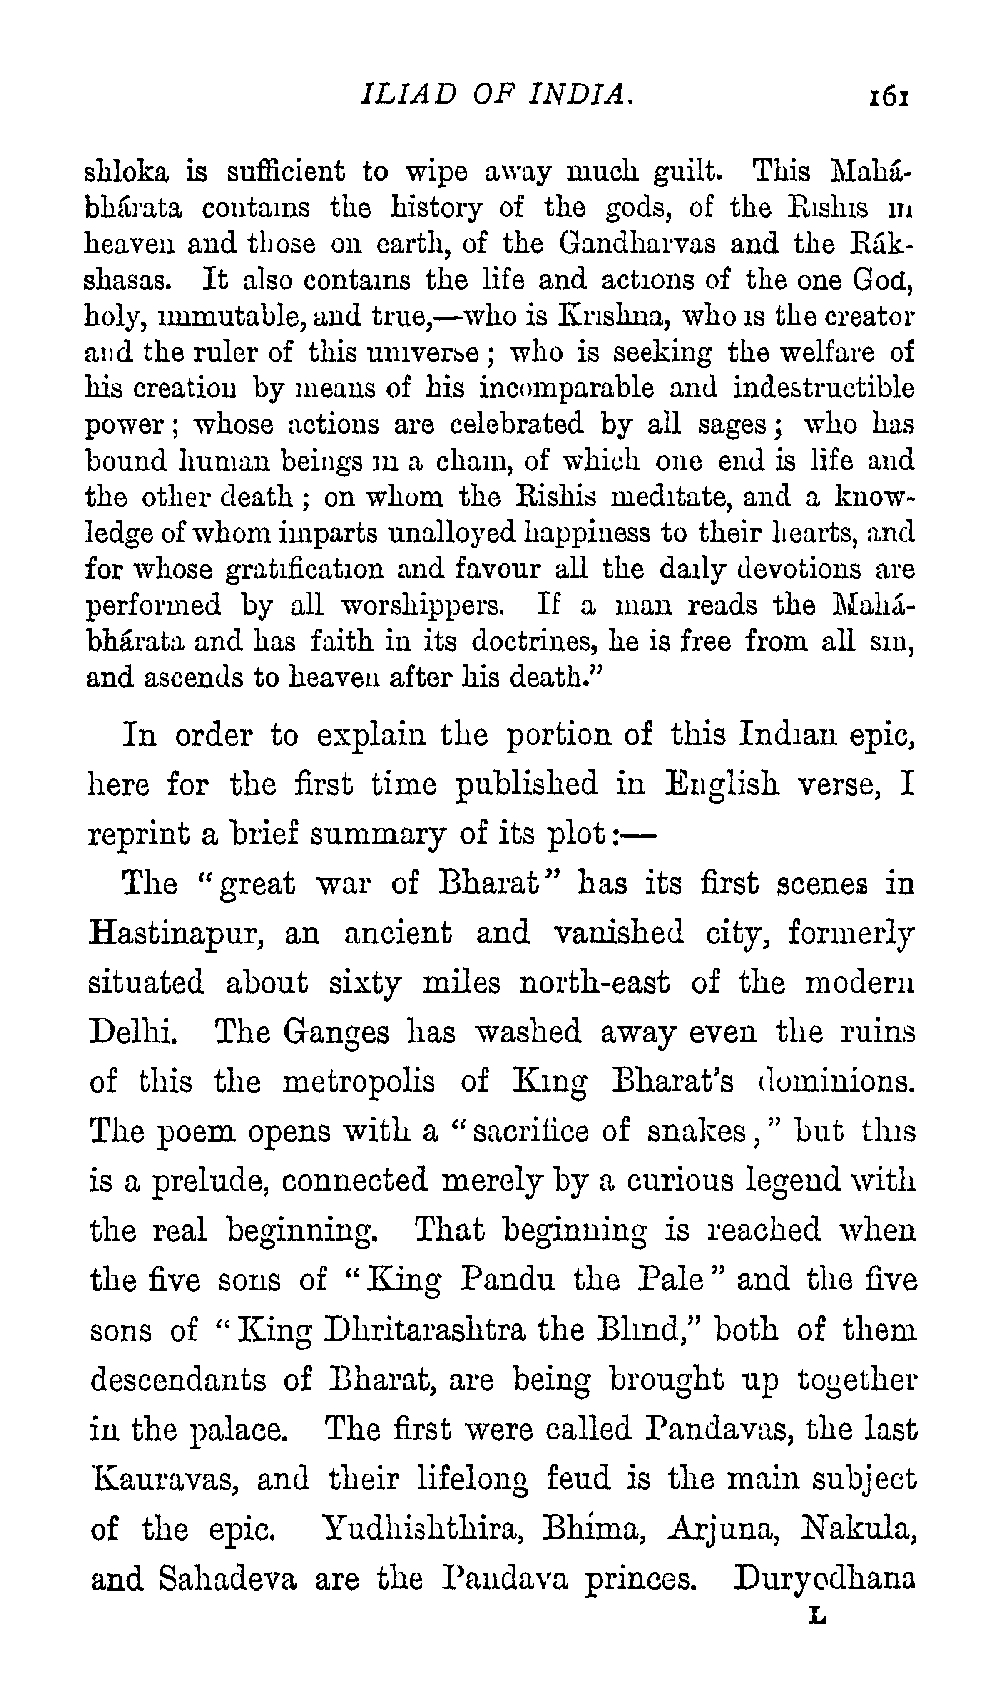 ILIAD OF INDIA. 161
shloka is sufficient to wipe away much guilt. This Mahá-
bhárata contains the history of the gods, of the Rishis in
heaven and those on earth, of the Gandharvas and the Rák-
shasas. It also contains the life and actions of the one God,
holy, immutable, and true,—who is Krishna, who is the creator
and the ruler of this universe; who is seeking the welfare of
his creation by means of his incomparable and indestructible
power; whose actions are celebrated by all sages; who has
bound human beings in a chain, of which one end is life and
the other death; on whom the Rishis meditate, and a know-
ledge of whom imparts unalloyed happiness to their hearts, and
for whose gratification and favour all the daily devotions are
performed by all worshippers. If a man reads the Mahá-
bhárata and has faith in its doctrines, he is free from all sin,
and ascends to heaven after his death.”
In order to explain the portion of this Indian epic,
here for the first time published in English verse, I
reprint a brief summary of its plot:—
The “great war of Bharat” has its first scenes in
Hastinapur, an ancient and vanished city, formerly
situated about sixty miles north-east of the modern
Delhi. The Ganges has washed away even the ruins
of this the metropolis of King Bharat’s dominions.
The poem opens with a “sacrifice of snakes,” but this
is a prelude, connected merely by a curious legend with
the real beginning. That beginning is reached when
the five sons of “King Pandu the Pale” and the five
sons of “King Dhritarashtra the Blind,” both of them
descendants of Bharat, are being brought up together
in the palace. The first were called Pandavas, the last
Kauravas, and their lifelong feud is the main subject
of the epic. Yudhishthira, Bhíma, Arjuna, Nakula,
and Sahadeva are the Pandava princes. Duryodhana
L